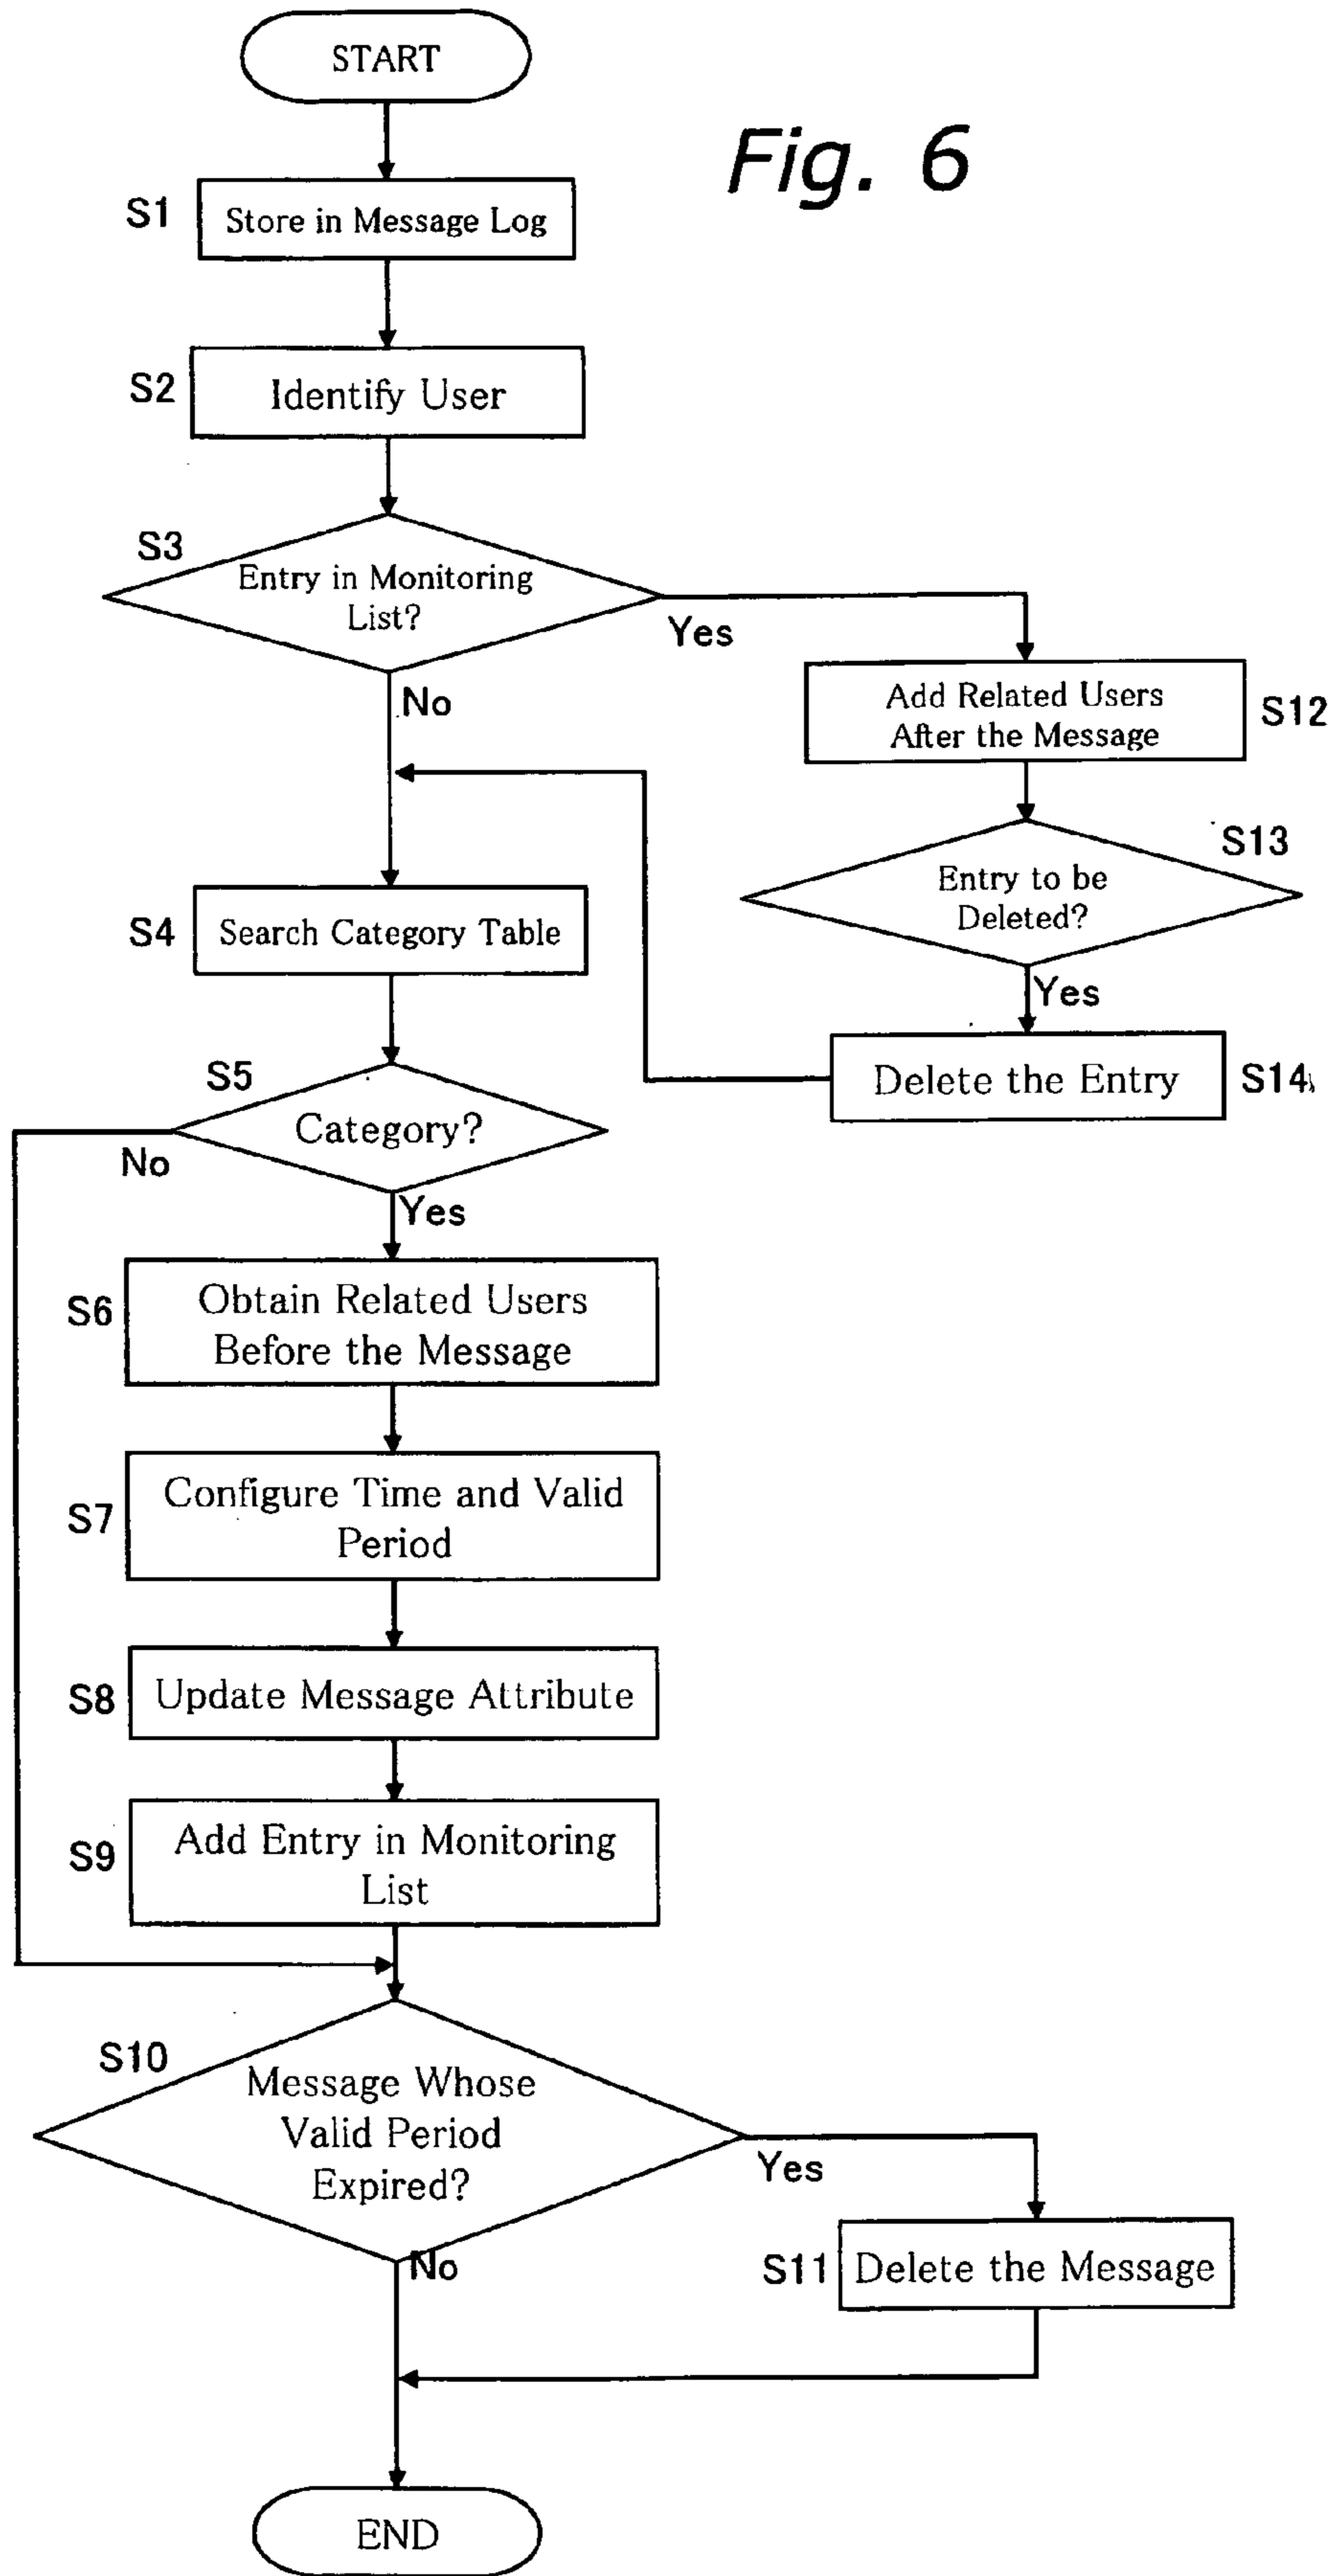 START
Fig. 6
S1
Store in Message Log
S2
Identify User
S3
Entry in Monitoring
List?
Yes
No
Add Related Users
After the Message
S12
S13
Entry to be
Deleted?
Yes
S4
Search Category Table
Delete the Entry
S14
S5
Category?
No
Yes
S6
Obtain Related Users
Before the Message
S7
Configure Time and Valid
Period
S8
Update Message Attribute
S9
Add Entry in Monitoring
List
S10
Message Whose
Valid Period
Expired?
Yes
No
S11
Delete the Message
END